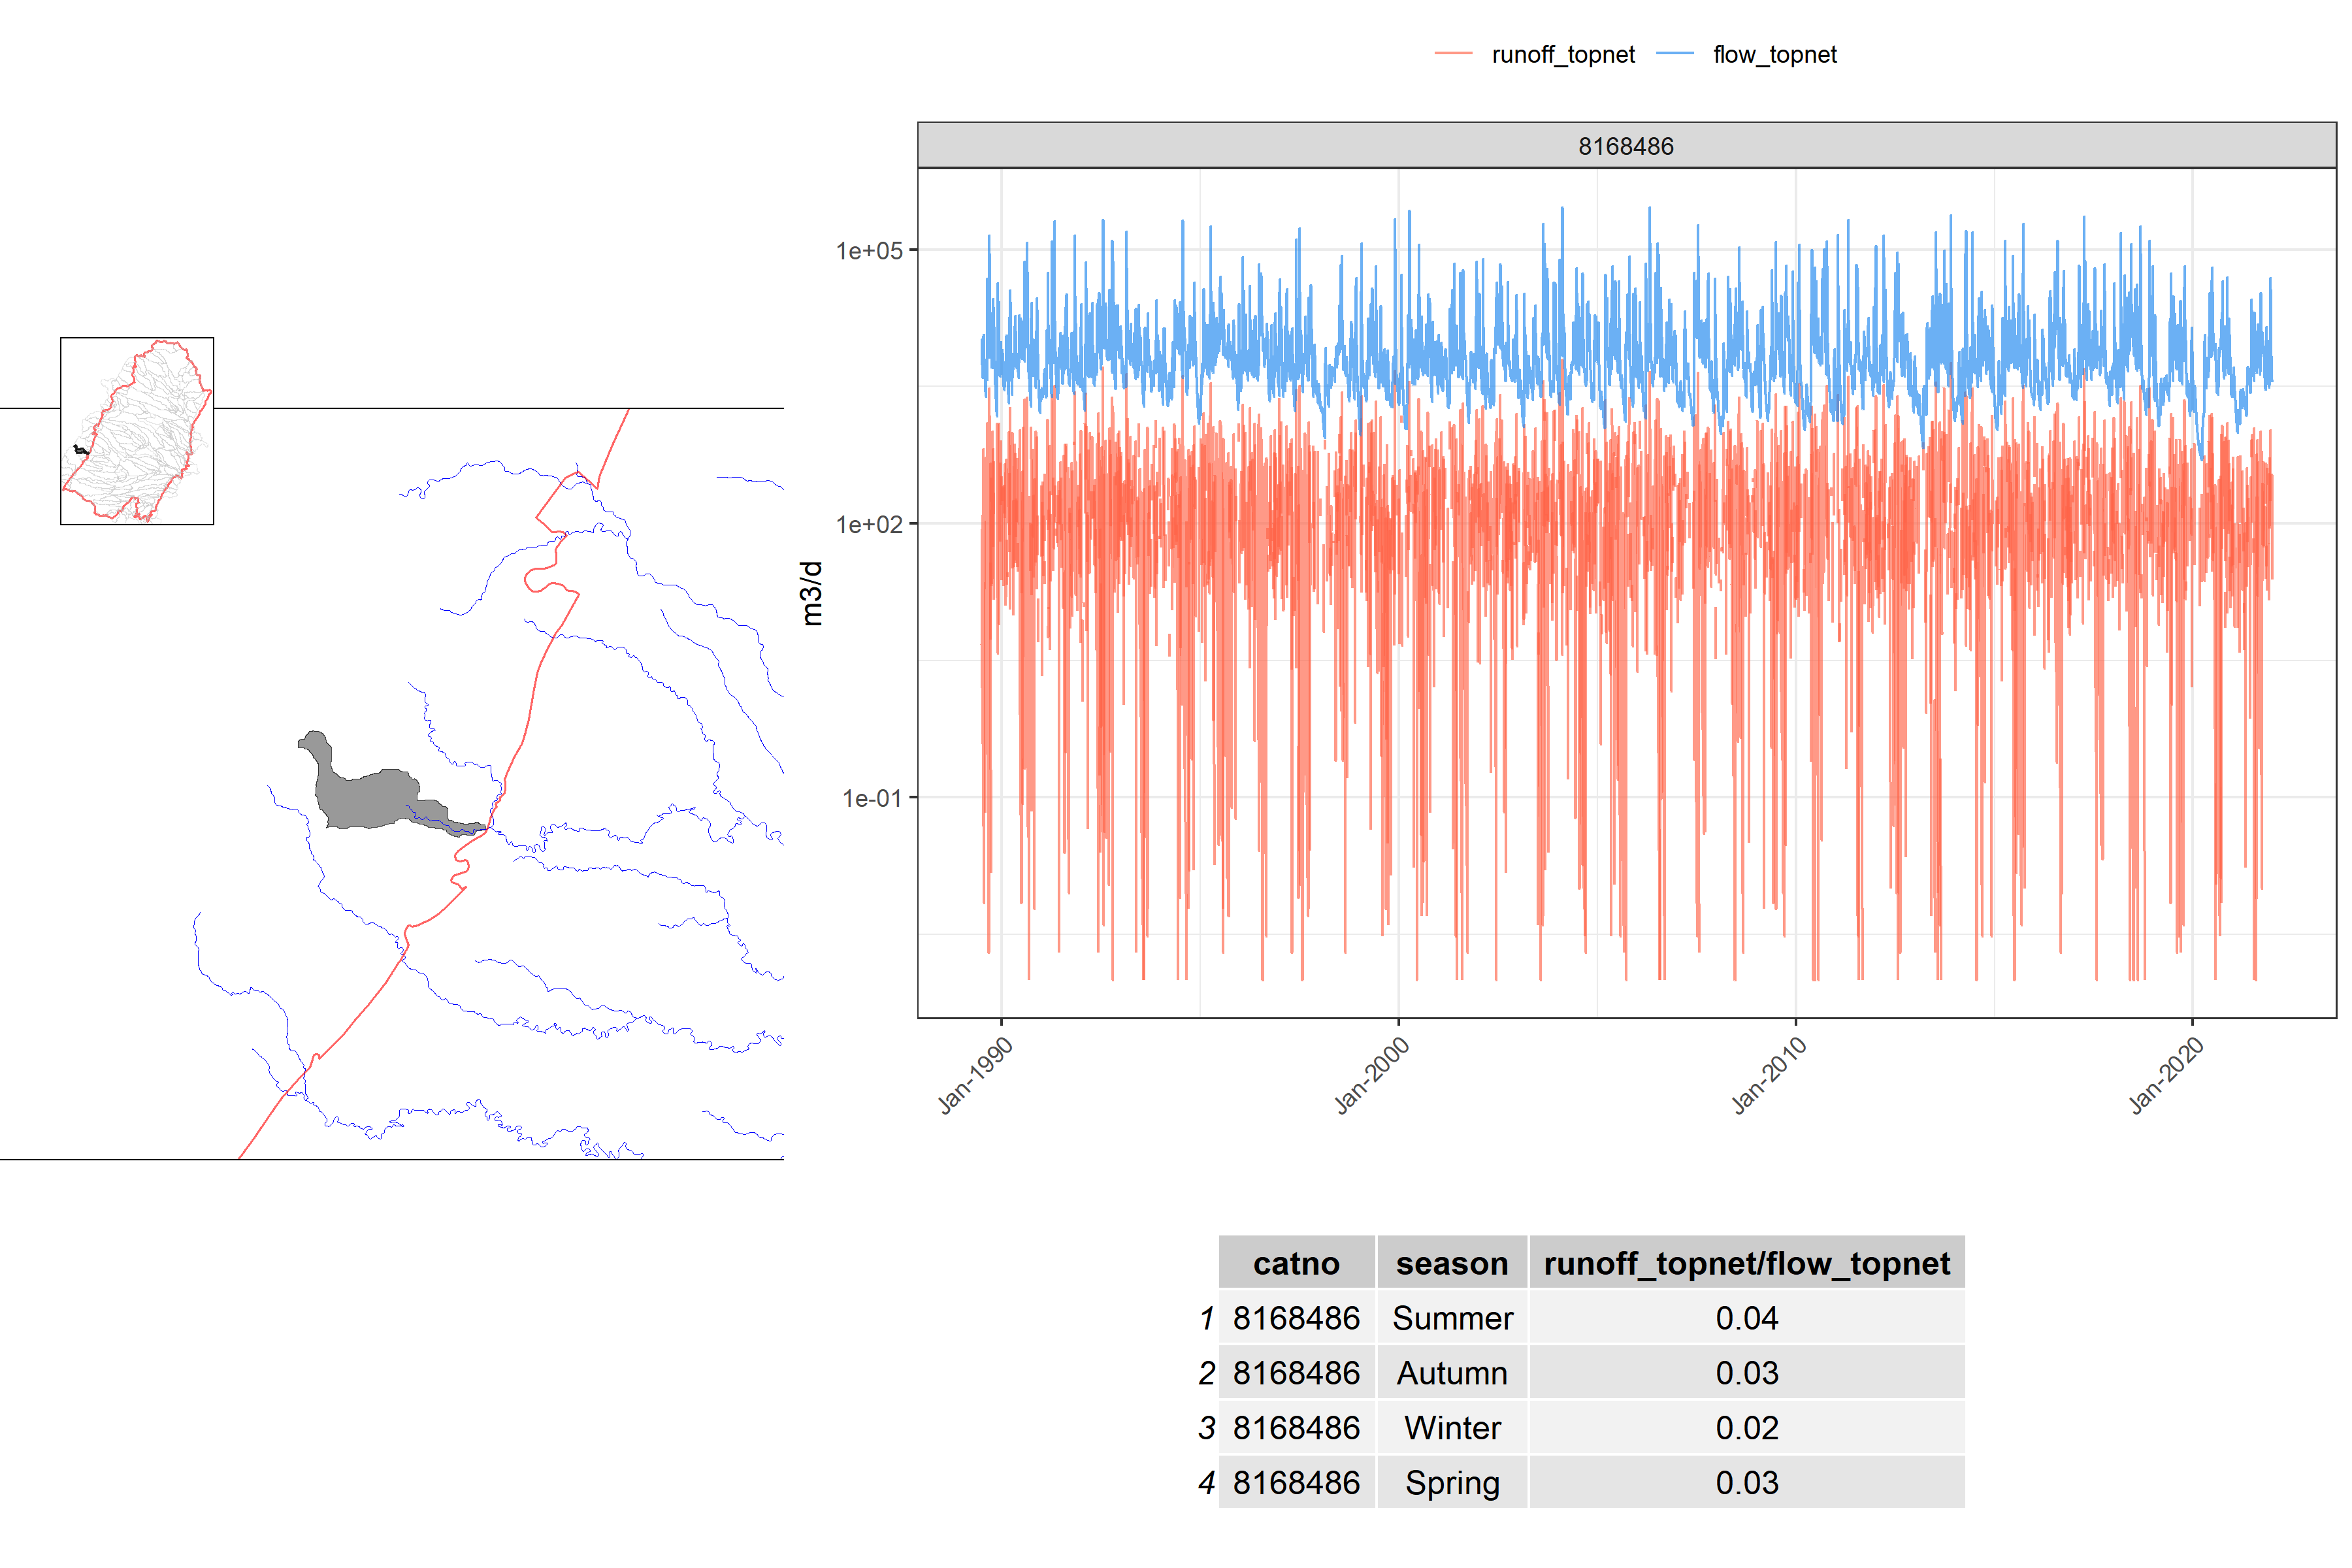 runoff_topnet flow_topnet
8168486
1e+05
1e+02
1e-01
m3/d
Jan-1990 Jan-2000 Jan-2010 Jan-2020
catno season runoff_topnet/flow_topnet
1 8168486 Summer 0.04
2 8168486 Autumn 0.03
3 8168486 Winter 0.02
4 8168486 Spring 0.03